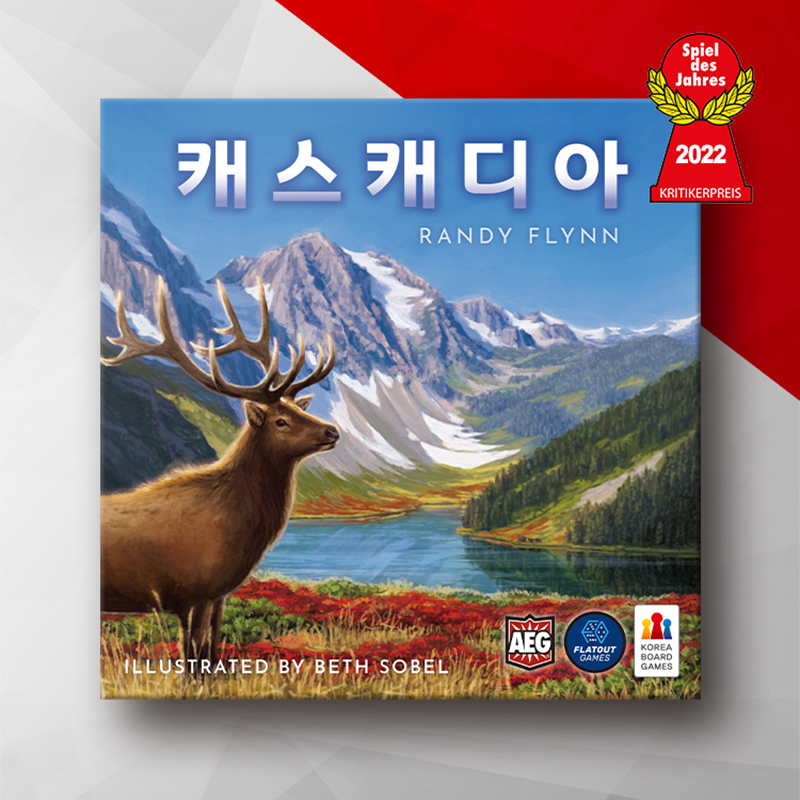 Spiel
des
Jahres
2022
KRITIKERPREIS
캐스캐디아
RANDY FLYNN
ILLUSTRATED BY BETH SOBEL
AEG
FLATOUT
GAMES
KOREA
BOARD
GAMES